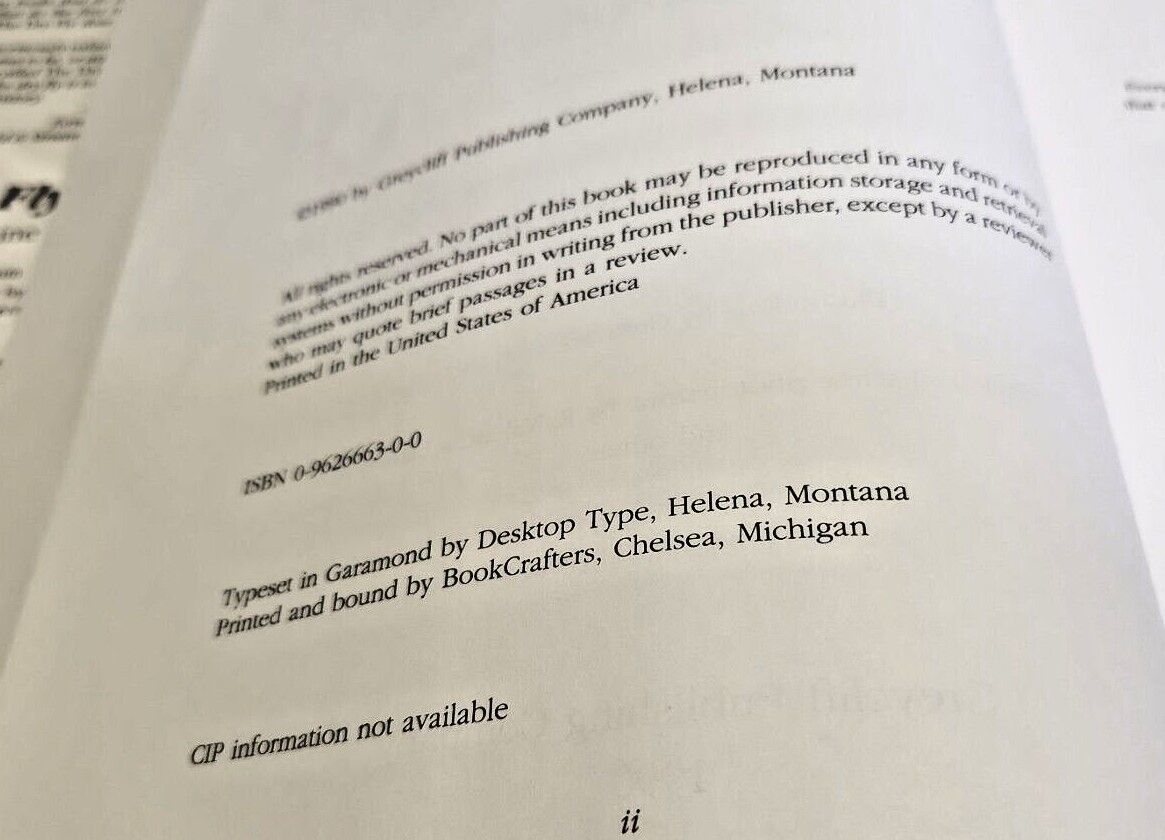 ©1990 by Greycliff Publishing Company, Helena, Montana
All rights reserved. No part of this book may be reproduced in any form or by
any electronic or mechanical means including information storage and retrieval
systems without permission in writing from the publisher, except by a reviewer
who may quote brief passages in a review.
Printed in the United States of America
ISBN 0-9626663-0-0
Typeset in Garamond by Desktop Type, Helena, Montana
Printed and bound by BookCrafters, Chelsea, Michigan
CIP information not available
ii
Fly